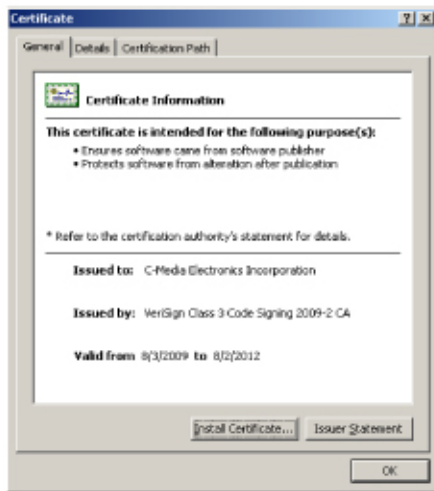 Certificate
General Details Certification Path
Certificate Information
This certificate is intended for the following purpose(s):
• Ensures software came from software publisher
• Protects software from alteration after publication
* Refer to the certification authority's statement for details.
Issued to: C-Media Electronics Incorporation
Issued by: VeriSign Class 3 Code Signing 2009-2 CA
Valid from 8/3/2009 to 8/2/2012
Install Certificate... Issuer Statement
OK